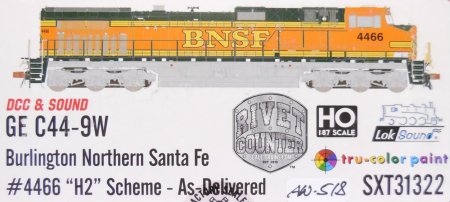 4466
BNSF
4466
DCC & SOUND
GE C44-9W
Burlington Northern Santa Fe
#4466 “H2” Scheme - As-Delivered
RIVET
COUNTER
HO
1:87 SCALE
LokSound
tru-color paint
AW-518
SXT31322